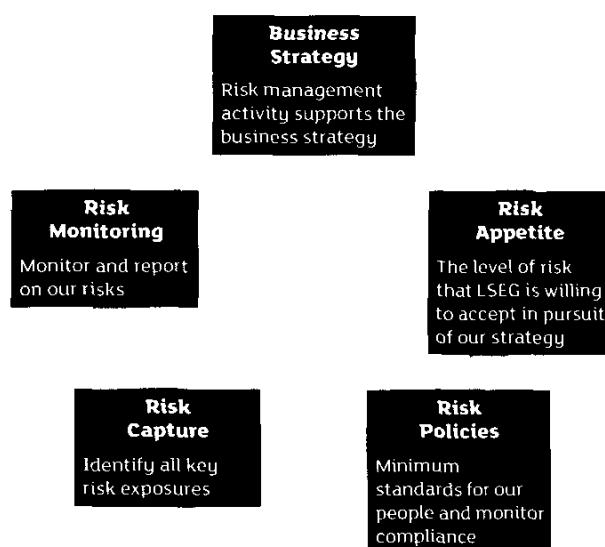 Business
Strategy
Risk management
activity supports the
business strategy
Risk
Monitoring
Monitor and report
on our risks
Risk
Appetite
The level of risk
that LSEG is willing
to accept in pursuit
of our strategy
Risk
Capture
Identify all key
risk exposures
Risk
Policies
Minimum
standards for our
people and monitor
compliance